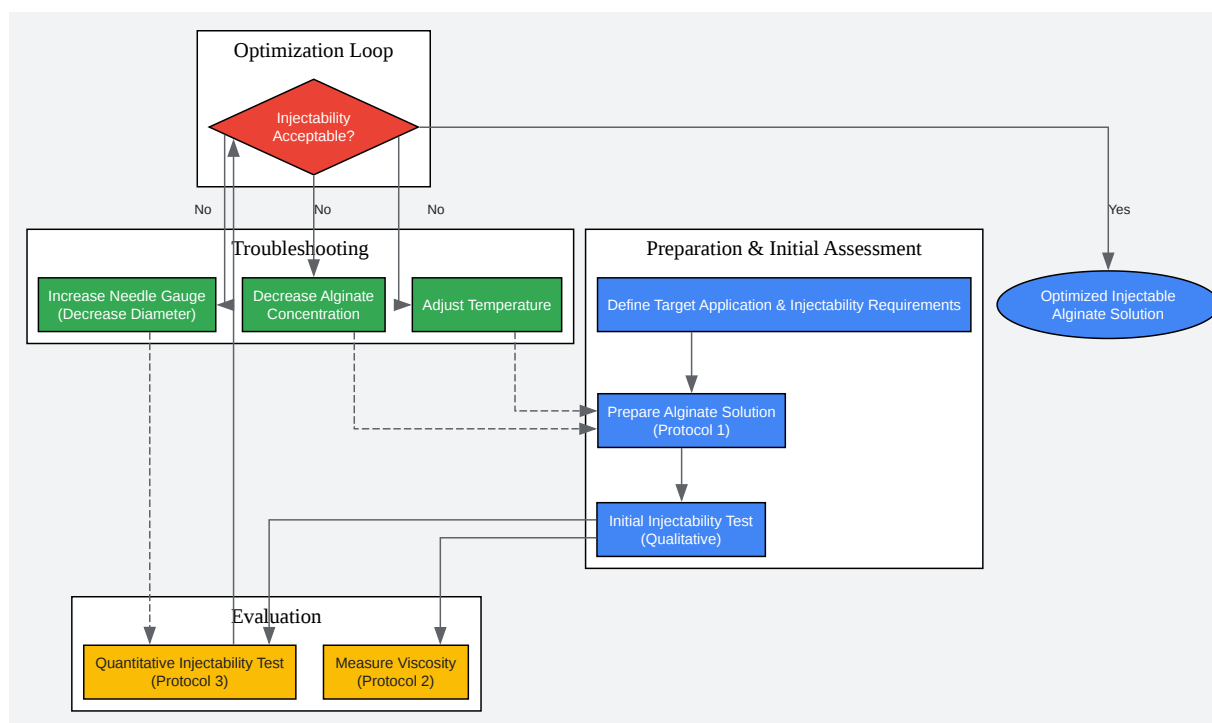 Optimization Loop
Injectability
Acceptable?
No
No
No
Yes
Troubleshooting
Increase Needle Gauge
(Decrease Diameter)
Decrease Alginate
Concentration
Adjust Temperature
Preparation & Initial Assessment
Define Target Application & Injectability Requirements
Optimized Injectable
Alginate Solution
Prepare Alginate Solution
(Protocol 1)
Initial Injectability Test
(Qualitative)
Evaluation
Quantitative Injectability Test
(Protocol 3)
Measure Viscosity
(Protocol 2)